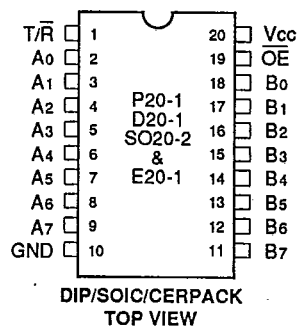 T/R̅ 1 20 Vcc
A0 2 19 O̅E̅
A1 3 18 B0
A2 4 P20-1 17 B1
D20-1
A3 5 SO20-2 16 B2
A4 6 & 15 B3
A5 7 E20-1 14 B4
A6 8 13 B5
A7 9 12 B6
GND 10 11 B7
DIP/SOIC/CERPACK
TOP VIEW